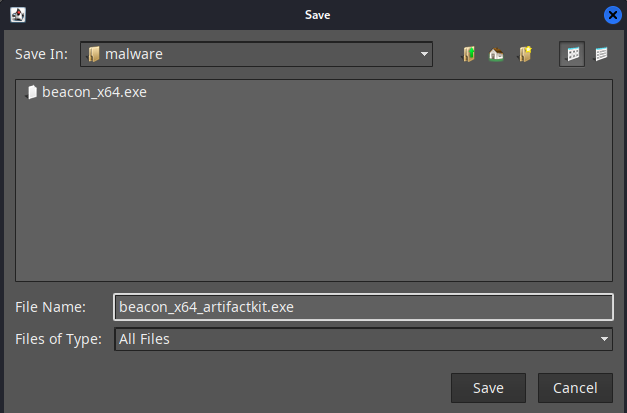 Save
Save In: malware
beacon_x64.exe
File Name: beacon_x64_artifactkit.exe
Files of Type: All Files
Save Cancel